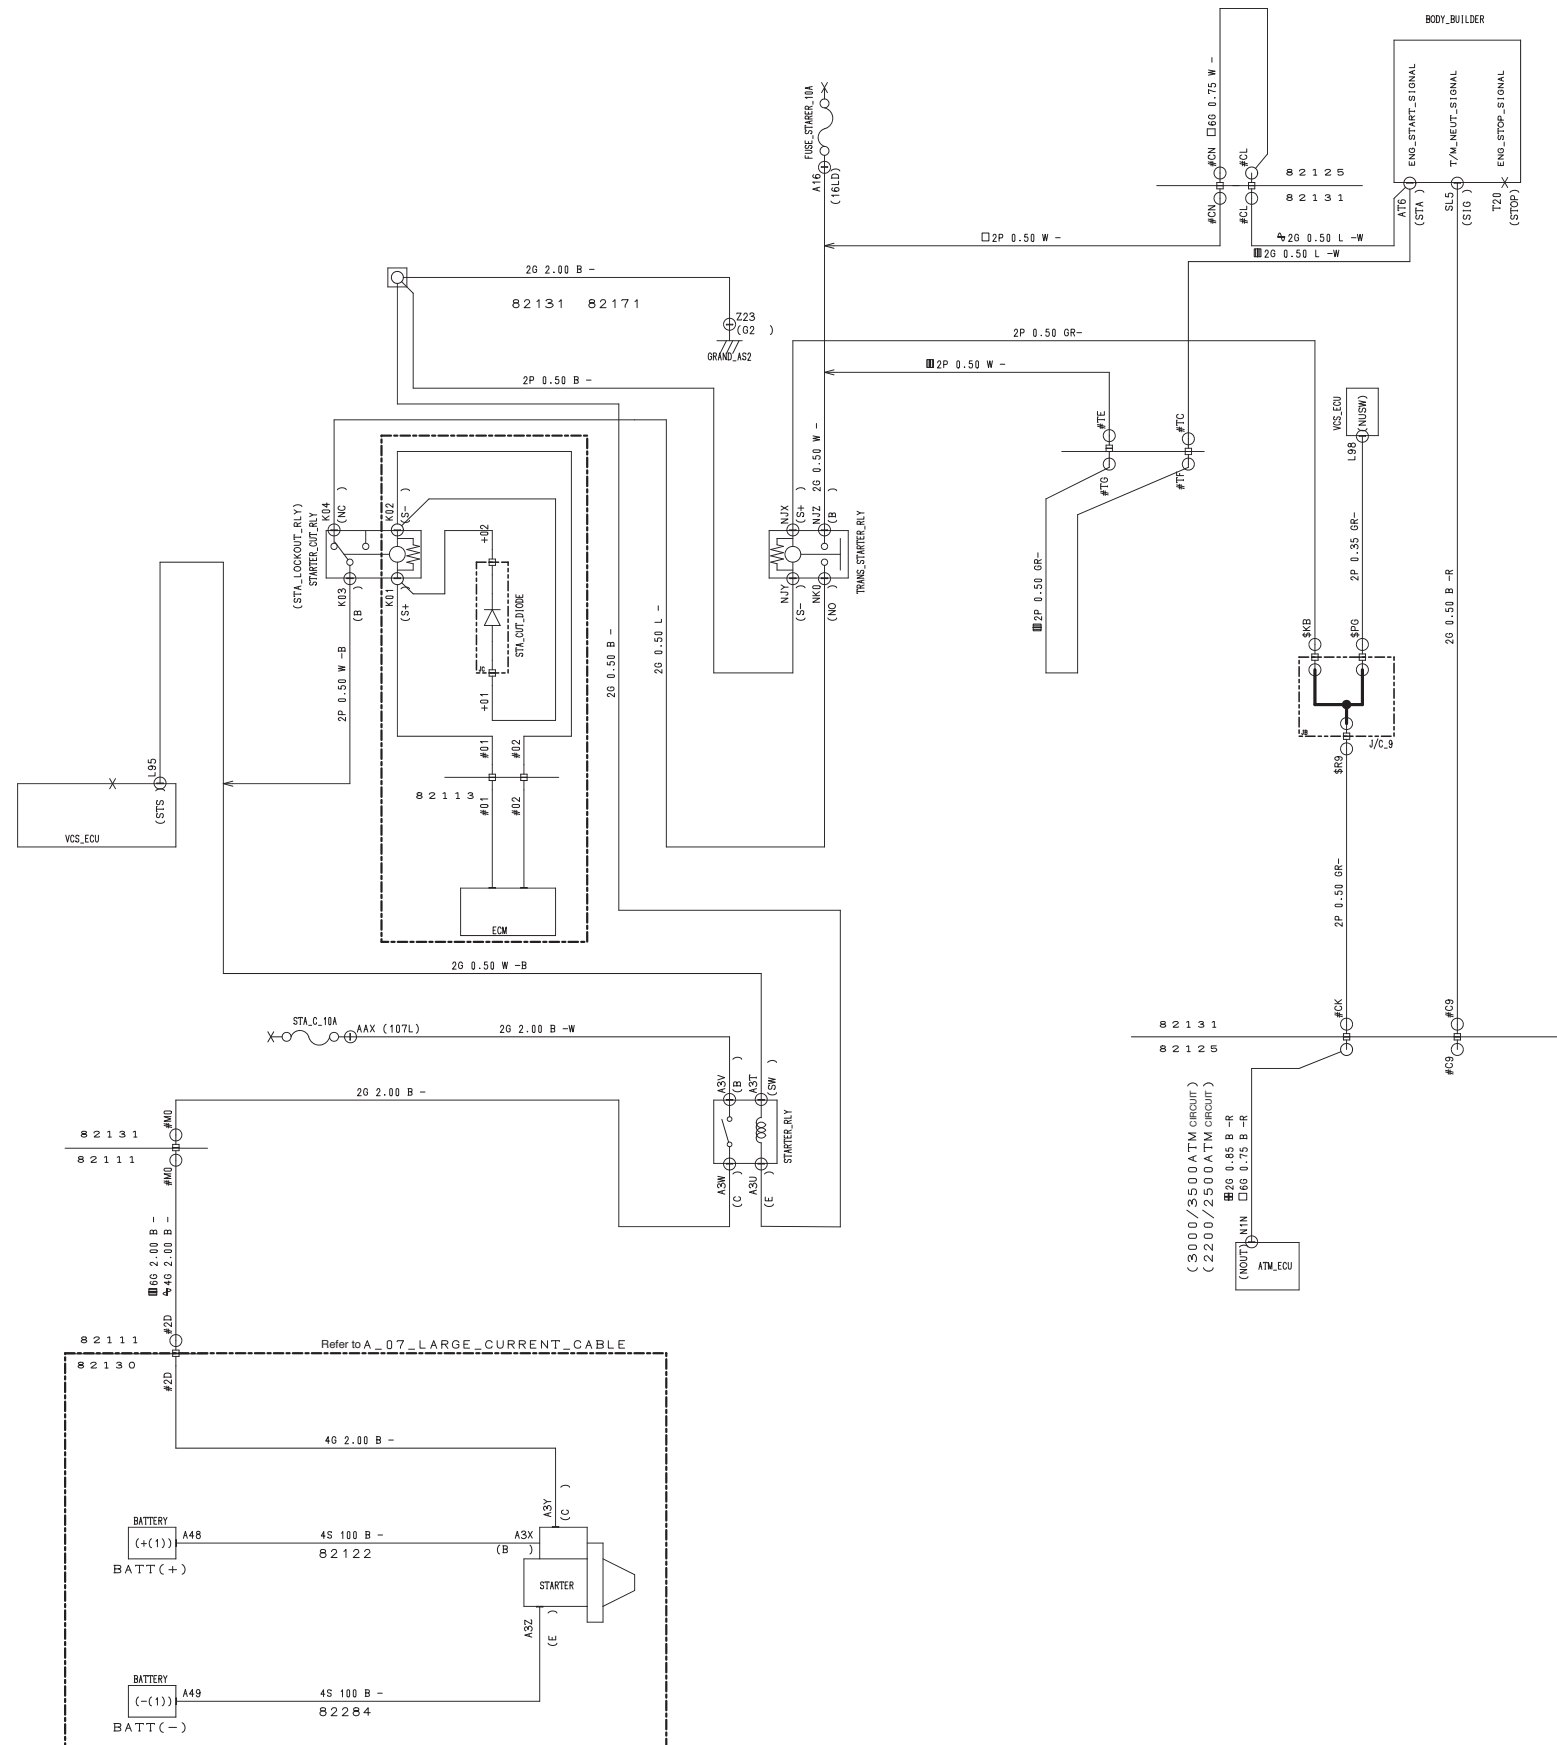 BODY_BUILDER
ENG_START_SIGNAL
T/M_NEUT_SIGNAL
ENG_STOP_SIGNAL
AT6
(STA )
SL5
(SIG )
T20
(STOP)
□6G 0.75 W -
#CN
#CL
82125
82131
#CN
#CL
2G 0.50 L -W
2G 0.50 L -W
□2P 0.50 W -
FUSE_STARER_10A
A16
(16LD)
2G 2.00 B -
82131 82171
Z23
(G2 )
GRAND_AS2
2P 0.50 GR-
2P 0.50 W -
2P 0.50 B -
#TE
#TC
#TG
#TF
VCS_ECU
(NUSW)
L98
2G 0.50 W -
2P 0.50 GR-
2P 0.35 GR-
2G 0.50 B -R
(STA_LOCKOUT_RLY)
STARTER_CUT_RLY
K04
(NC )
K02
(S- )
K03
(B )
K01
(S+ )
+02
STA_CUT_DIODE
JC
+01
NJX
(S+ )
NJZ
(B )
TRANS_STARTER_RLY
NJY
(S- )
NK0
(NO )
2P 0.50 W -B
2G 0.50 B -
2G 0.50 L -
$KB
$PG
JB
J/C_9
$R9
#01
#02
82113
#01
#02
ECM
L95
(STS )
VCS_ECU
2P 0.50 GR-
2G 0.50 W -B
STA_C_10A
AAX (107L)
2G 2.00 B -W
#CK
#C9
82131
82125
#C9
A3V
(B )
A3T
(SW )
STARTER_RLY
A3W
(C )
A3U
(E )
2G 2.00 B -
#M0
82131
82111
#M0
(3000/3500ATM CIRCUIT)
(2200/2500ATM CIRCUIT)
2G 0.85 B -R
□6G 0.75 B -R
N1N
(NOUT)
ATM_ECU
6G 2.00 B -
4G 2.00 B -
#2D
82111
82130
#2D
Refer to A_07_LARGE_CURRENT_CABLE
4G 2.00 B -
A3Y
(C )
BATTERY
(+(1))
A48
BATT(+)
4S 100 B -
82122
A3X
(B )
STARTER
A3Z
(E )
BATTERY
(-(1))
A49
BATT(-)
4S 100 B -
82284